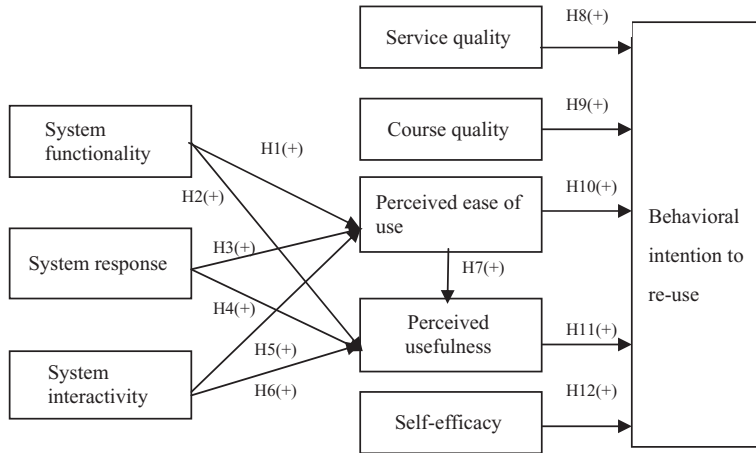 Service quality
H8(+)
Course quality
H9(+)
System
functionality
H1(+)
H2(+)
Perceived ease of
use
H10(+)
Behavioral
intention to
re-use
System response
H3(+)
H4(+)
H7(+)
Perceived
usefulness
H11(+)
System
interactivity
H5(+)
H6(+)
Self-efficacy
H12(+)